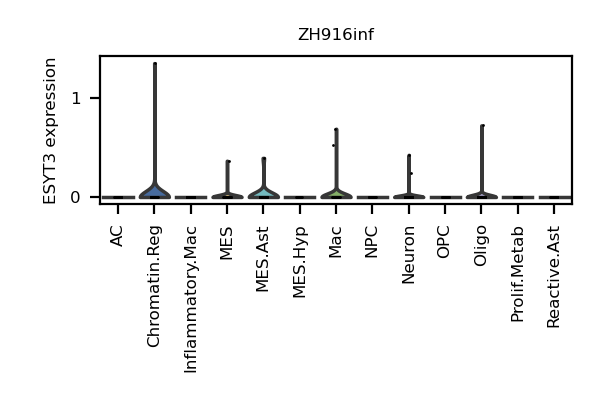 ZH916inf
ESYT3 expression
1
0
AC
Chromatin.Reg
Inflammatory.Mac
MES
MES.Ast
MES.Hyp
Mac
NPC
Neuron
OPC
Oligo
Prolif.Metab
Reactive.Ast